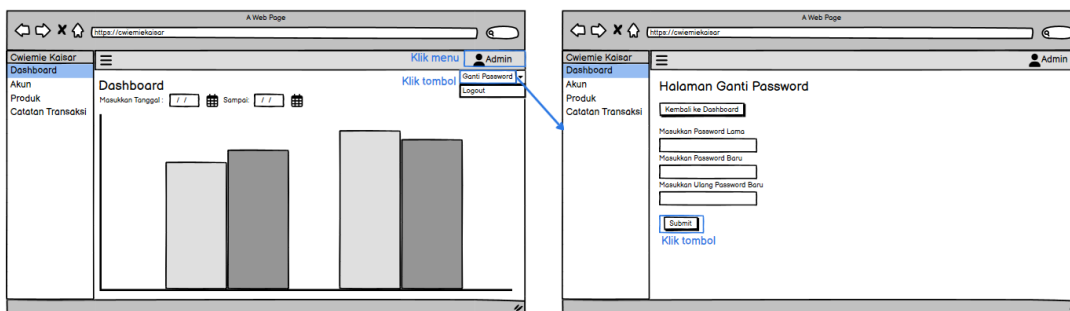 A Web Page
https://cwiemiekaisar
Cwiemie Kaisar
Klik menu
Admin
Dashboard
Akun
Produk
Catatan Transaksi
Klik tombol
Ganti Password
Logout
Dashboard
Masukkan Tanggal : / / Sampai: / /
A Web Page
https://cwiemiekaisar
Cwiemie Kaisar
Admin
Dashboard
Akun
Produk
Catatan Transaksi
Halaman Ganti Password
Kembali ke Dashboard
Masukkan Password Lama
Masukkan Password Baru
Masukkan Ulang Password Baru
Submit
Klik tombol